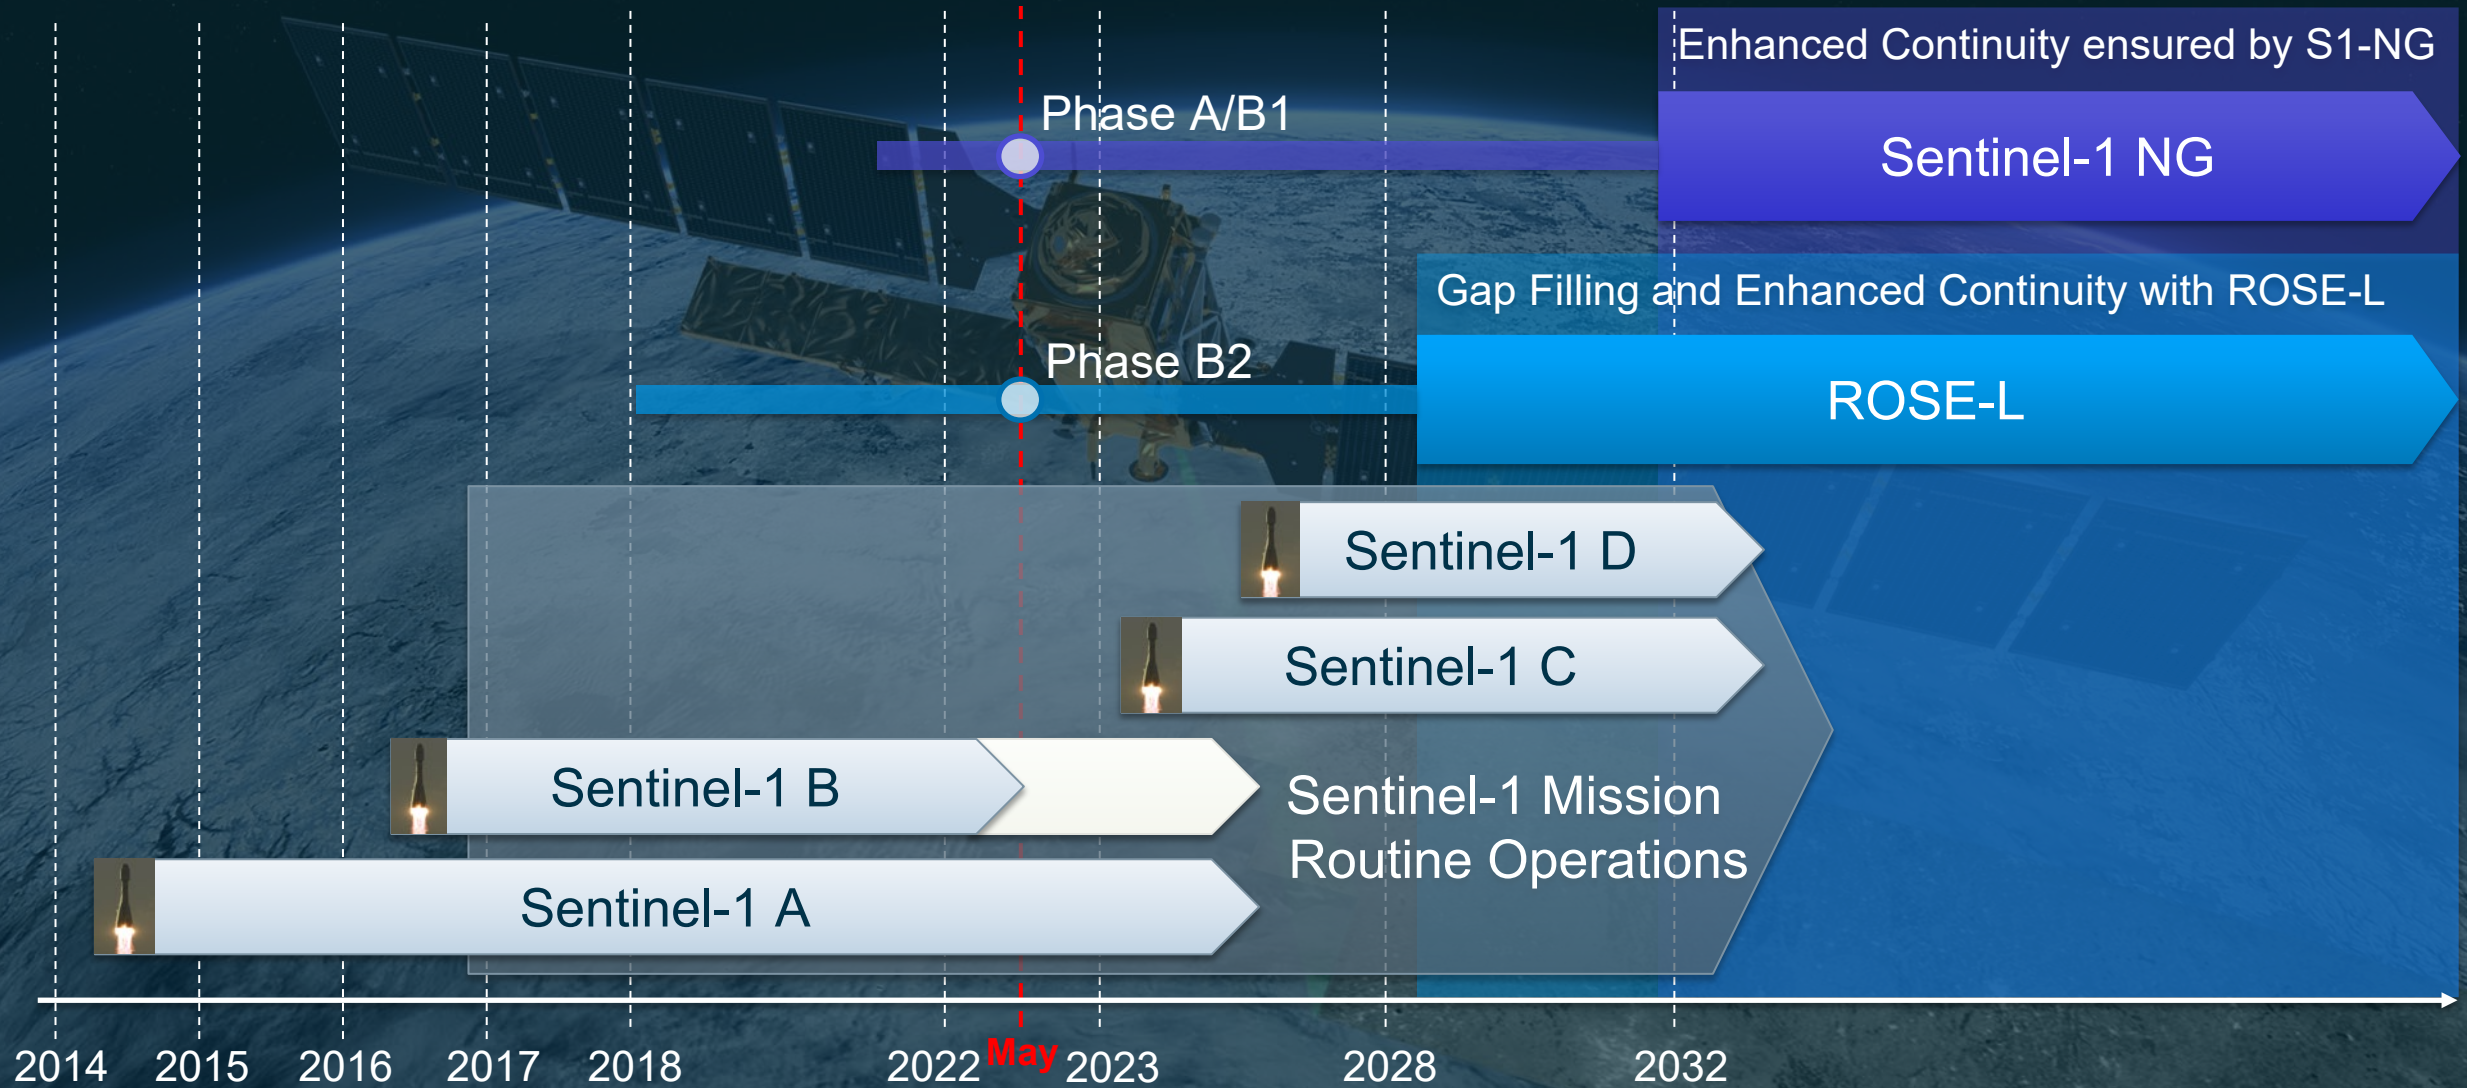 Enhanced Continuity ensured by S1-NG
Phase A/B1
Sentinel-1 NG
Gap Filling and Enhanced Continuity with ROSE-L
Phase B2
ROSE-L
Sentinel-1 D
Sentinel-1 C
Sentinel-1 B
Sentinel-1 Mission
Routine Operations
Sentinel-1 A
2014 2015 2016 2017 2018 2022 May 2023 2028 2032